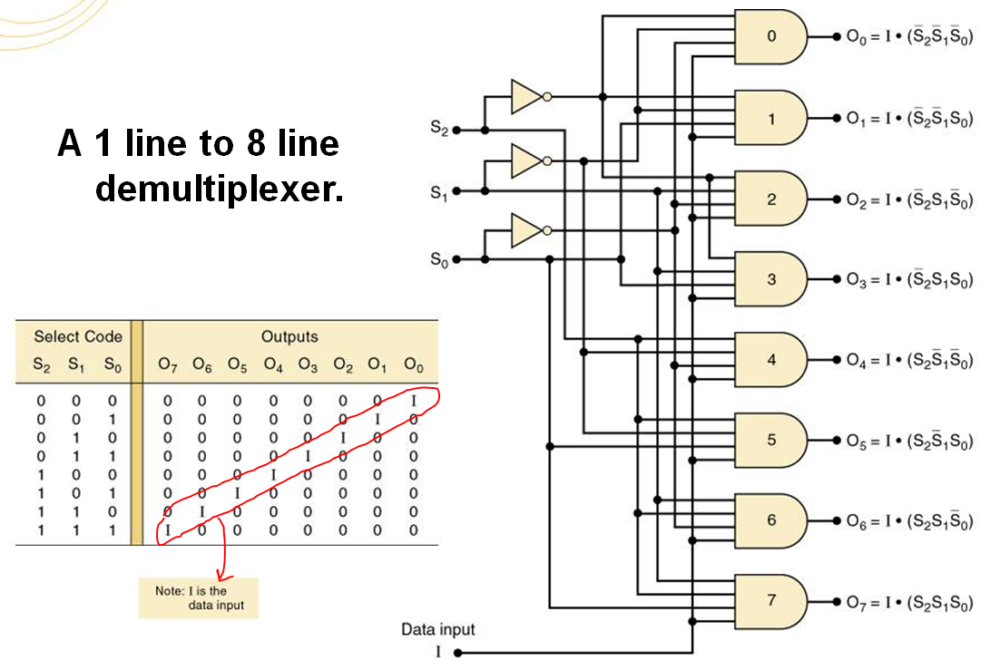 A 1 line to 8 line
demultiplexer.
Select Code Outputs
S₂ S₁ S₀ O₇ O₆ O₅ O₄ O₃ O₂ O₁ O₀
0 0 0 0 0 0 0 0 0 0 I
0 0 1 0 0 0 0 0 0 I 0
0 1 0 0 0 0 0 0 I 0 0
0 1 1 0 0 0 0 I 0 0 0
1 0 0 0 0 0 I 0 0 0 0
1 0 1 0 0 I 0 0 0 0 0
1 1 0 0 I 0 0 0 0 0 0
1 1 1 I 0 0 0 0 0 0 0
Note: I is the
data input
S₂
S₁
S₀
Data input
I
0 O₀ = I • (S̅₂S̅₁S̅₀)
1 O₁ = I • (S̅₂S̅₁S₀)
2 O₂ = I • (S̅₂S₁S̅₀)
3 O₃ = I • (S̅₂S₁S₀)
4 O₄ = I • (S₂S̅₁S̅₀)
5 O₅ = I • (S₂S̅₁S₀)
6 O₆ = I • (S₂S₁S̅₀)
7 O₇ = I • (S₂S₁S₀)